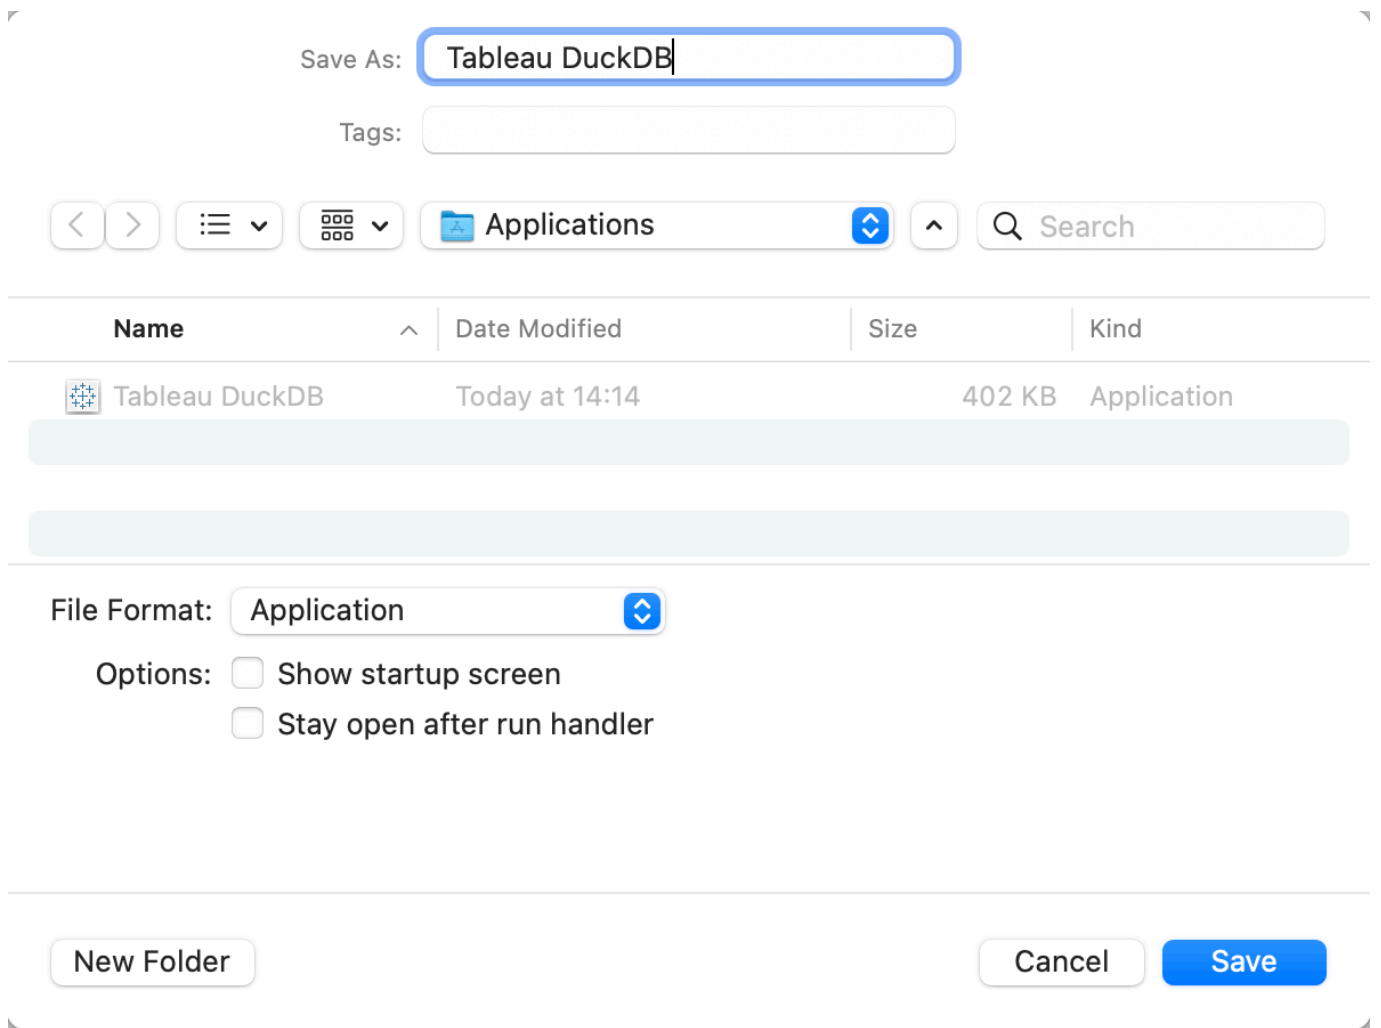 Save As: Tableau DuckDB
Tags:
Applications Search
Name Date Modified Size Kind
Tableau DuckDB Today at 14:14 402 KB Application
File Format: Application
Options: Show startup screen
Stay open after run handler
New Folder Cancel Save